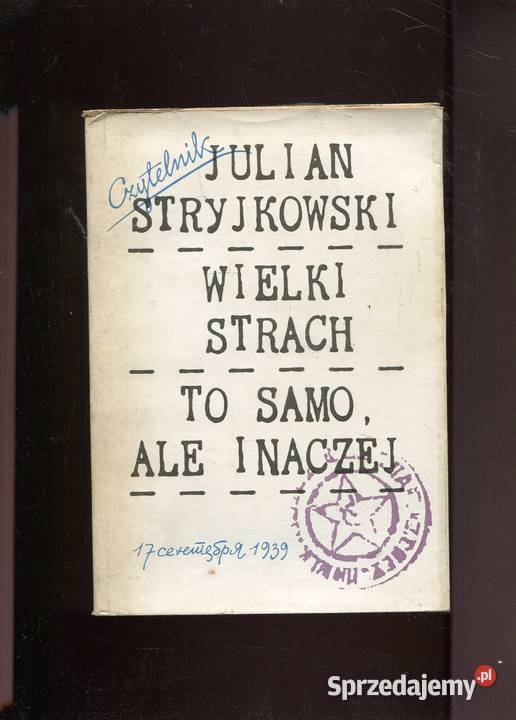 Czytelnik
JULIAN
STRYJKOWSKI
WIELKI
STRACH
TO SAMO,
ALE INACZEJ
17 сентября 1939
Sprzedajemy.pl